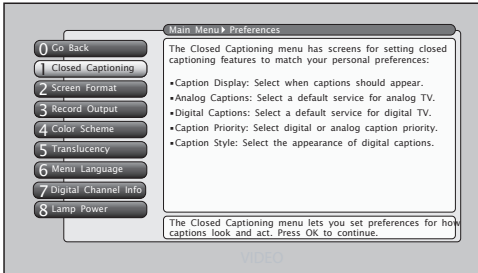 Main Menu▸Preferences
0 Go Back
1 Closed Captioning
2 Screen Format
3 Record Output
4 Color Scheme
5 Translucency
6 Menu Language
7 Digital Channel Info
8 Lamp Power
The Closed Captioning menu has screens for setting closed
captioning features to match your personal preferences:
▪Caption Display: Select when captions should appear.
▪Analog Captions: Select a default service for analog TV.
▪Digital Captions: Select a default service for digital TV.
▪Caption Priority: Select digital or analog caption priority.
▪Caption Style: Select the appearance of digital captions.
The Closed Captioning menu lets you set preferences for how
captions look and act. Press OK to continue.
VIDEO